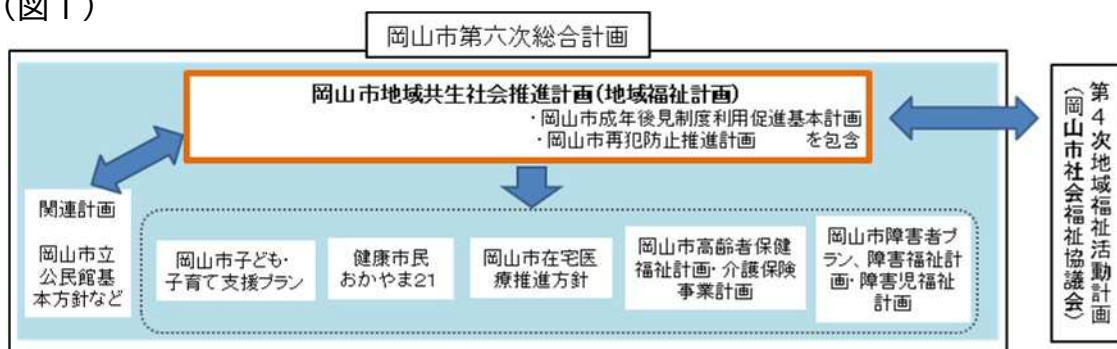 （図１）
岡山市第六次総合計画
岡山市地域共生社会推進計画(地域福祉計画)
・岡山市成年後見制度利用促進基本計画
・岡山市再犯防止推進計画　　を包含
関連計画
岡山市立
公民館基
本方針など
岡山市子ども・
子育て支援プラン
健康市民
おかやま21
岡山市在宅医
療推進方針
岡山市高齢者保健
福祉計画・介護保険
事業計画
岡山市障害者プ
ラン、障害福祉計
画・障害児福祉
計画
第４次地域福祉活動計画
（岡山市社会福祉協議会）